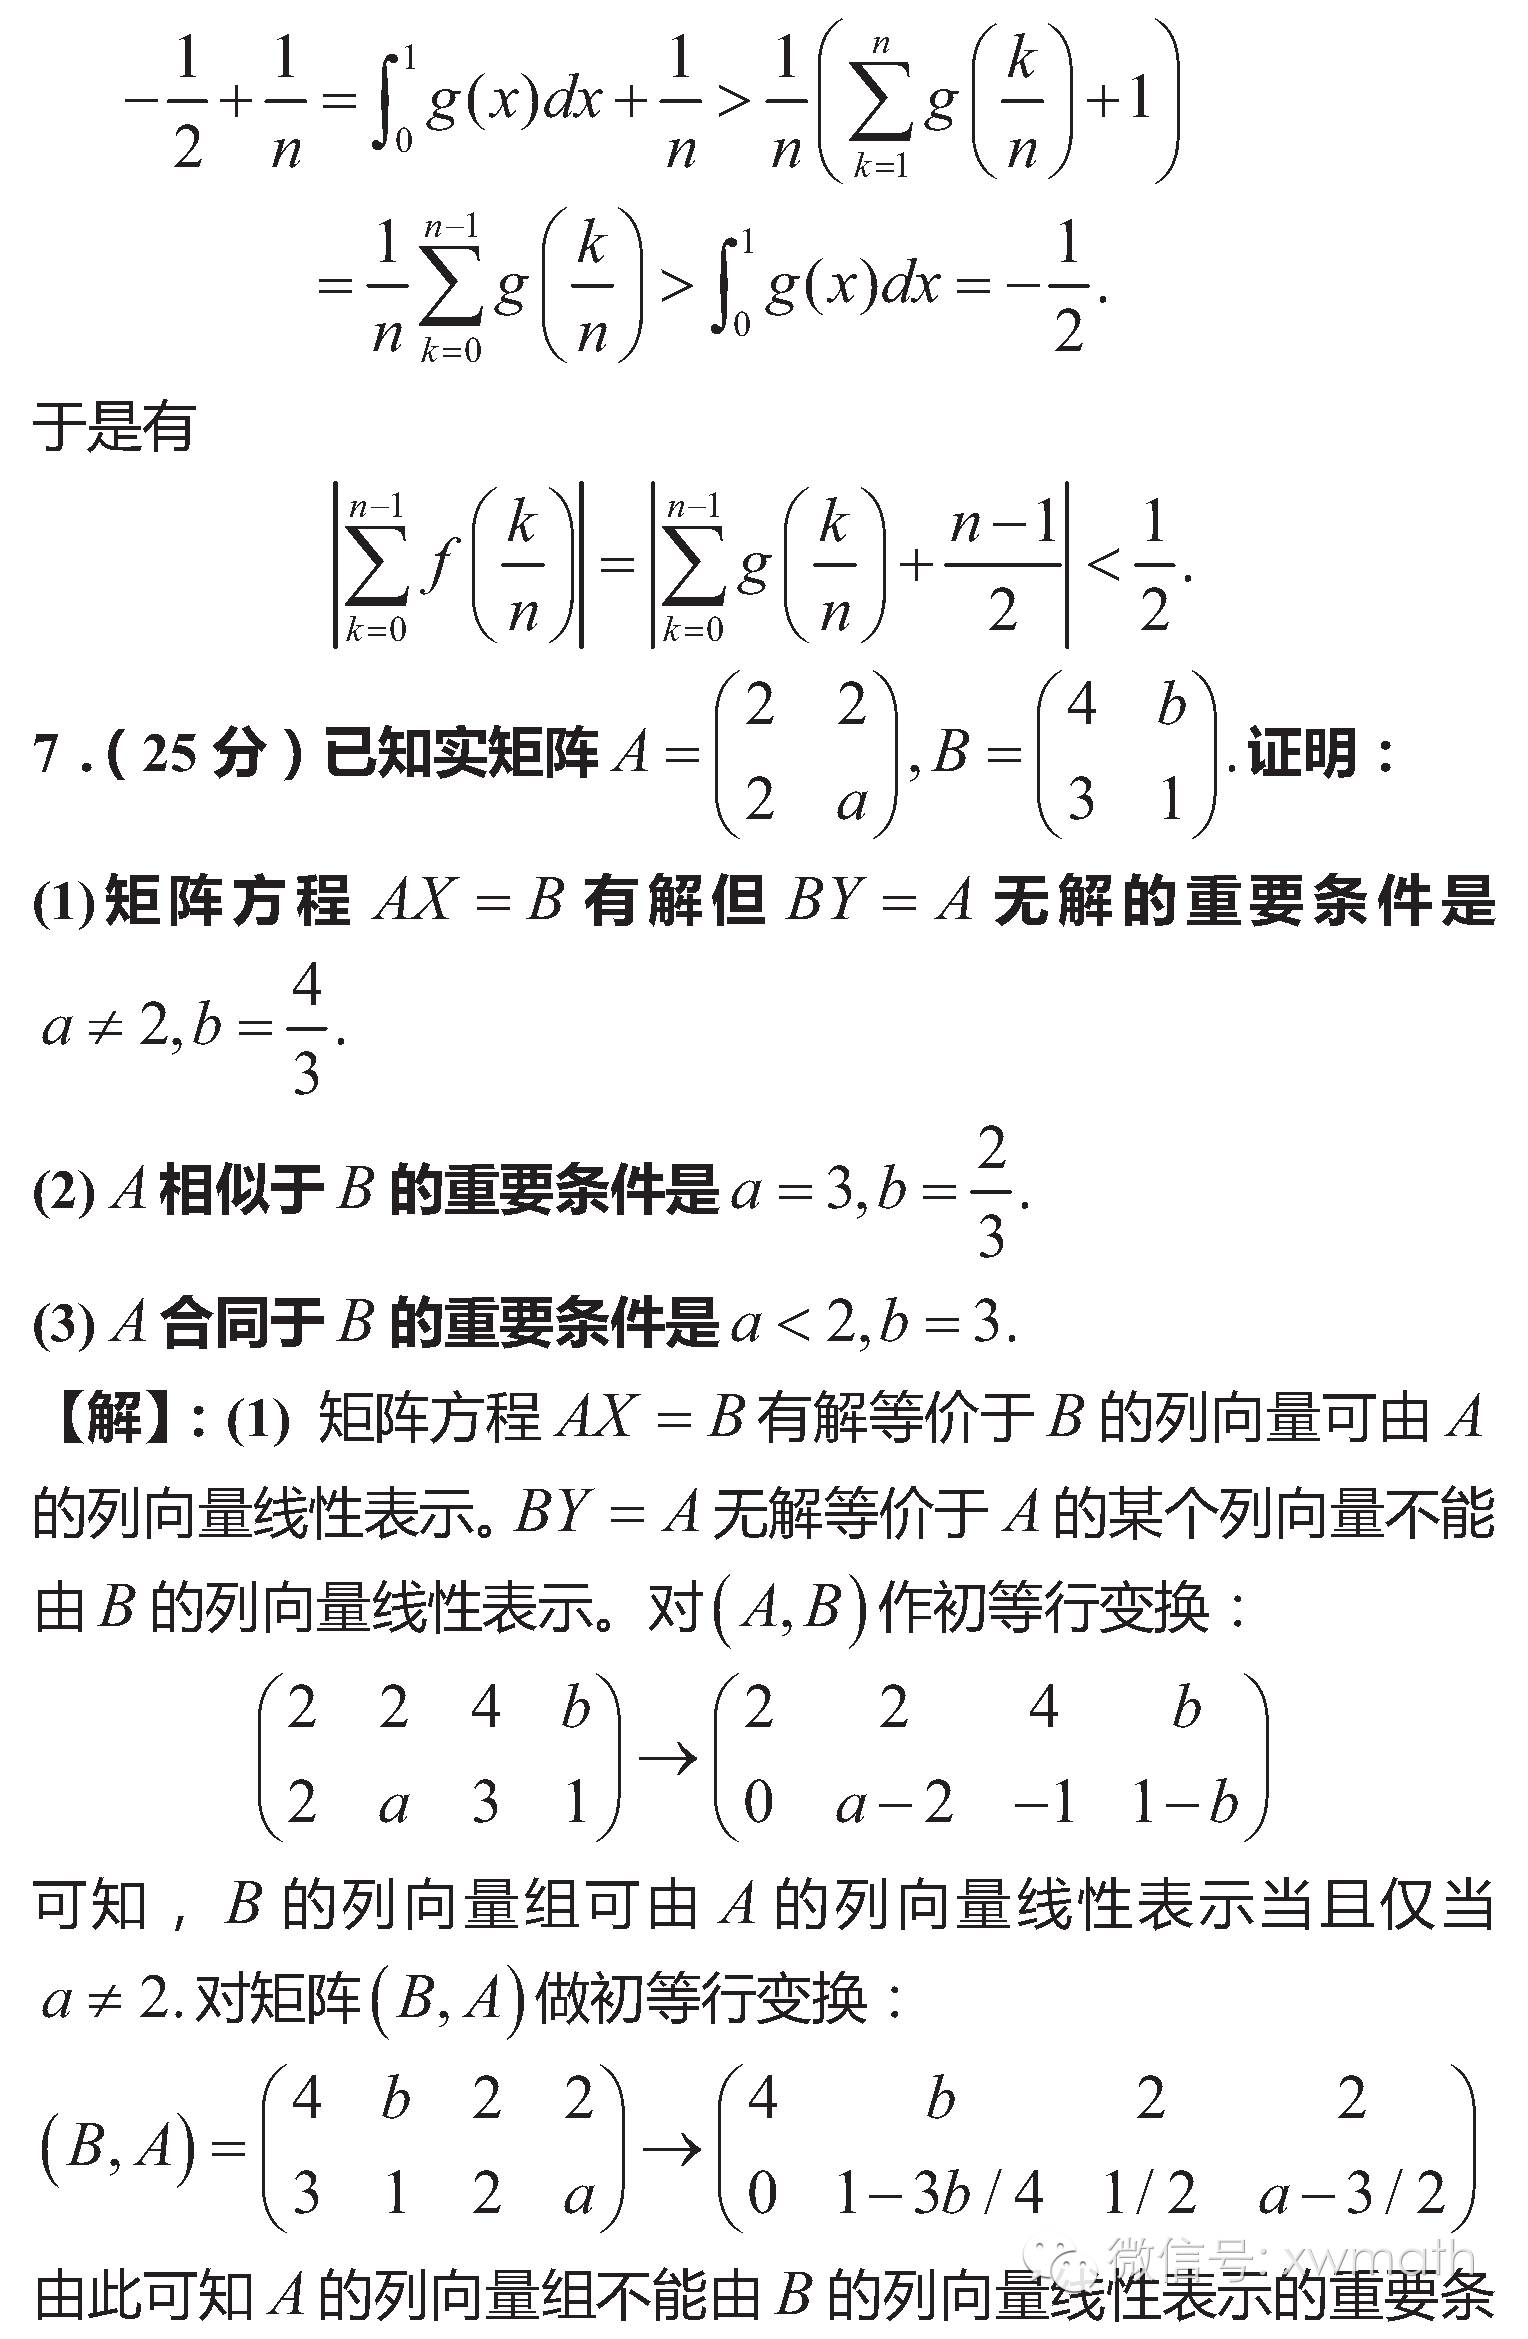 $-\frac{1}{2}+\frac{1}{n}=\int_0^1 g(x)dx+\frac{1}{n}>\frac{1}{n}\left(\sum_{k=1}^{n}g\left(\frac{k}{n}\right)+1\right)$
$=\frac{1}{n}\sum_{k=0}^{n-1}g\left(\frac{k}{n}\right)>\int_0^1 g(x)dx=-\frac{1}{2}.$
于是有
$\left|\sum_{k=0}^{n-1}f\left(\frac{k}{n}\right)\right|=\left|\sum_{k=0}^{n-1}g\left(\frac{k}{n}\right)+\frac{n-1}{2}\right|<\frac{1}{2}.$
7 .（25 分）已知实矩阵 $A=\begin{pmatrix}2&2\\2&a\end{pmatrix},B=\begin{pmatrix}4&b\\3&1\end{pmatrix}$.证明：
(1)矩阵方程 $AX=B$ 有解但 $BY=A$ 无解的重要条件是
$a\neq 2,b=\frac{4}{3}.$
(2) $A$ 相似于 $B$ 的重要条件是 $a=3,b=\frac{2}{3}.$
(3) $A$ 合同于 $B$ 的重要条件是 $a<2,b=3.$
【解】：(1) 矩阵方程 $AX=B$ 有解等价于 $B$ 的列向量可由 $A$
的列向量线性表示。$BY=A$ 无解等价于 $A$ 的某个列向量不能
由 $B$ 的列向量线性表示。对 $(A,B)$ 作初等行变换：
$\begin{pmatrix}2&2&4&b\\2&a&3&1\end{pmatrix}\to\begin{pmatrix}2&2&4&b\\0&a-2&-1&1-b\end{pmatrix}$
可知，$B$ 的列向量组可由 $A$ 的列向量线性表示当且仅当
$a\neq 2.$ 对矩阵 $(B,A)$ 做初等行变换：
$(B,A)=\begin{pmatrix}4&b&2&2\\3&1&2&a\end{pmatrix}\to\begin{pmatrix}4&b&2&2\\0&1-3b/4&1/2&a-3/2\end{pmatrix}$
由此可知 $A$ 的列向量组不能由 $B$ 的列向量线性表示的重要条
微信号: xwmath